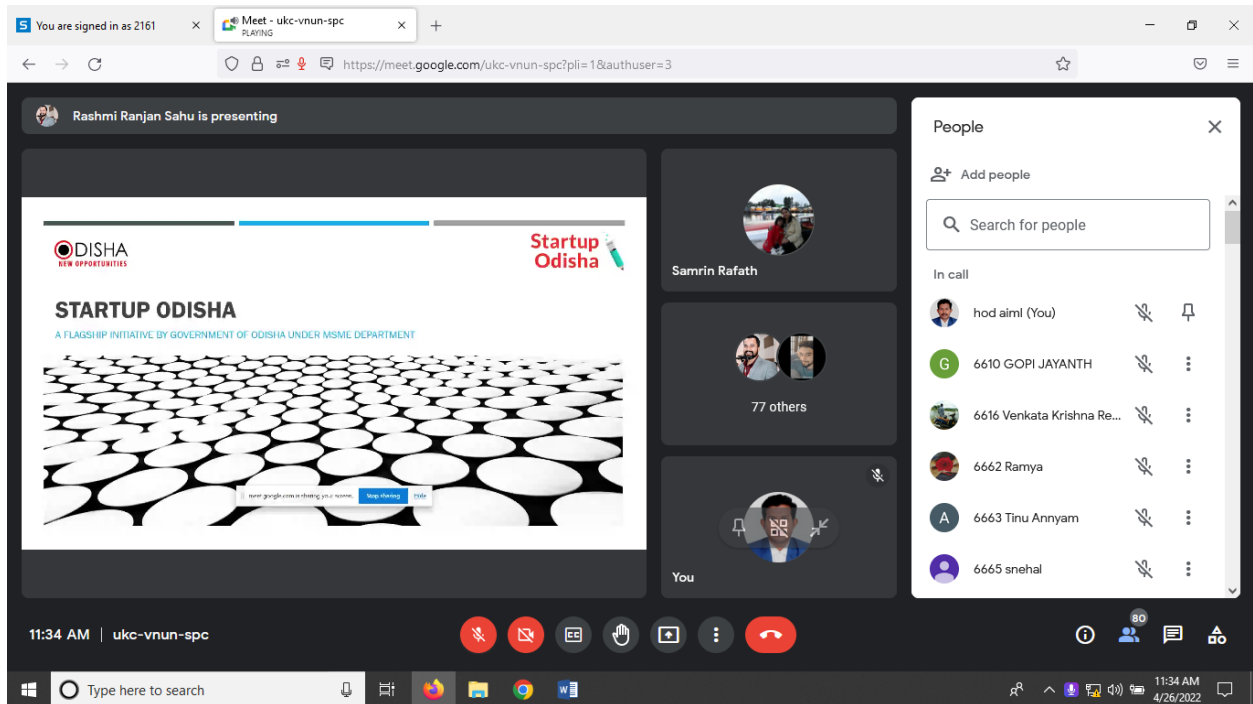 You are signed in as 2161
Meet - ukc-vnun-spc
PLAYING
https://meet.google.com/ukc-vnun-spc?pli=1&authuser=3
Rashmi Ranjan Sahu is presenting
ODISHA
NEW OPPORTUNITIES
Startup
Odisha
STARTUP ODISHA
A FLAGSHIP INITIATIVE BY GOVERNMENT OF ODISHA UNDER MSME DEPARTMENT
meet.google.com is sharing your screen.
Stop sharing
Hide
Samrin Rafath
77 others
You
People
Add people
Search for people
In call
hod aiml (You)
G
6610 GOPI JAYANTH
6616 Venkata Krishna Re...
6662 Ramya
A
6663 Tinu Annyam
6665 snehal
11:34 AM | ukc-vnun-spc
CC
80
Type here to search
11:34 AM
4/26/2022